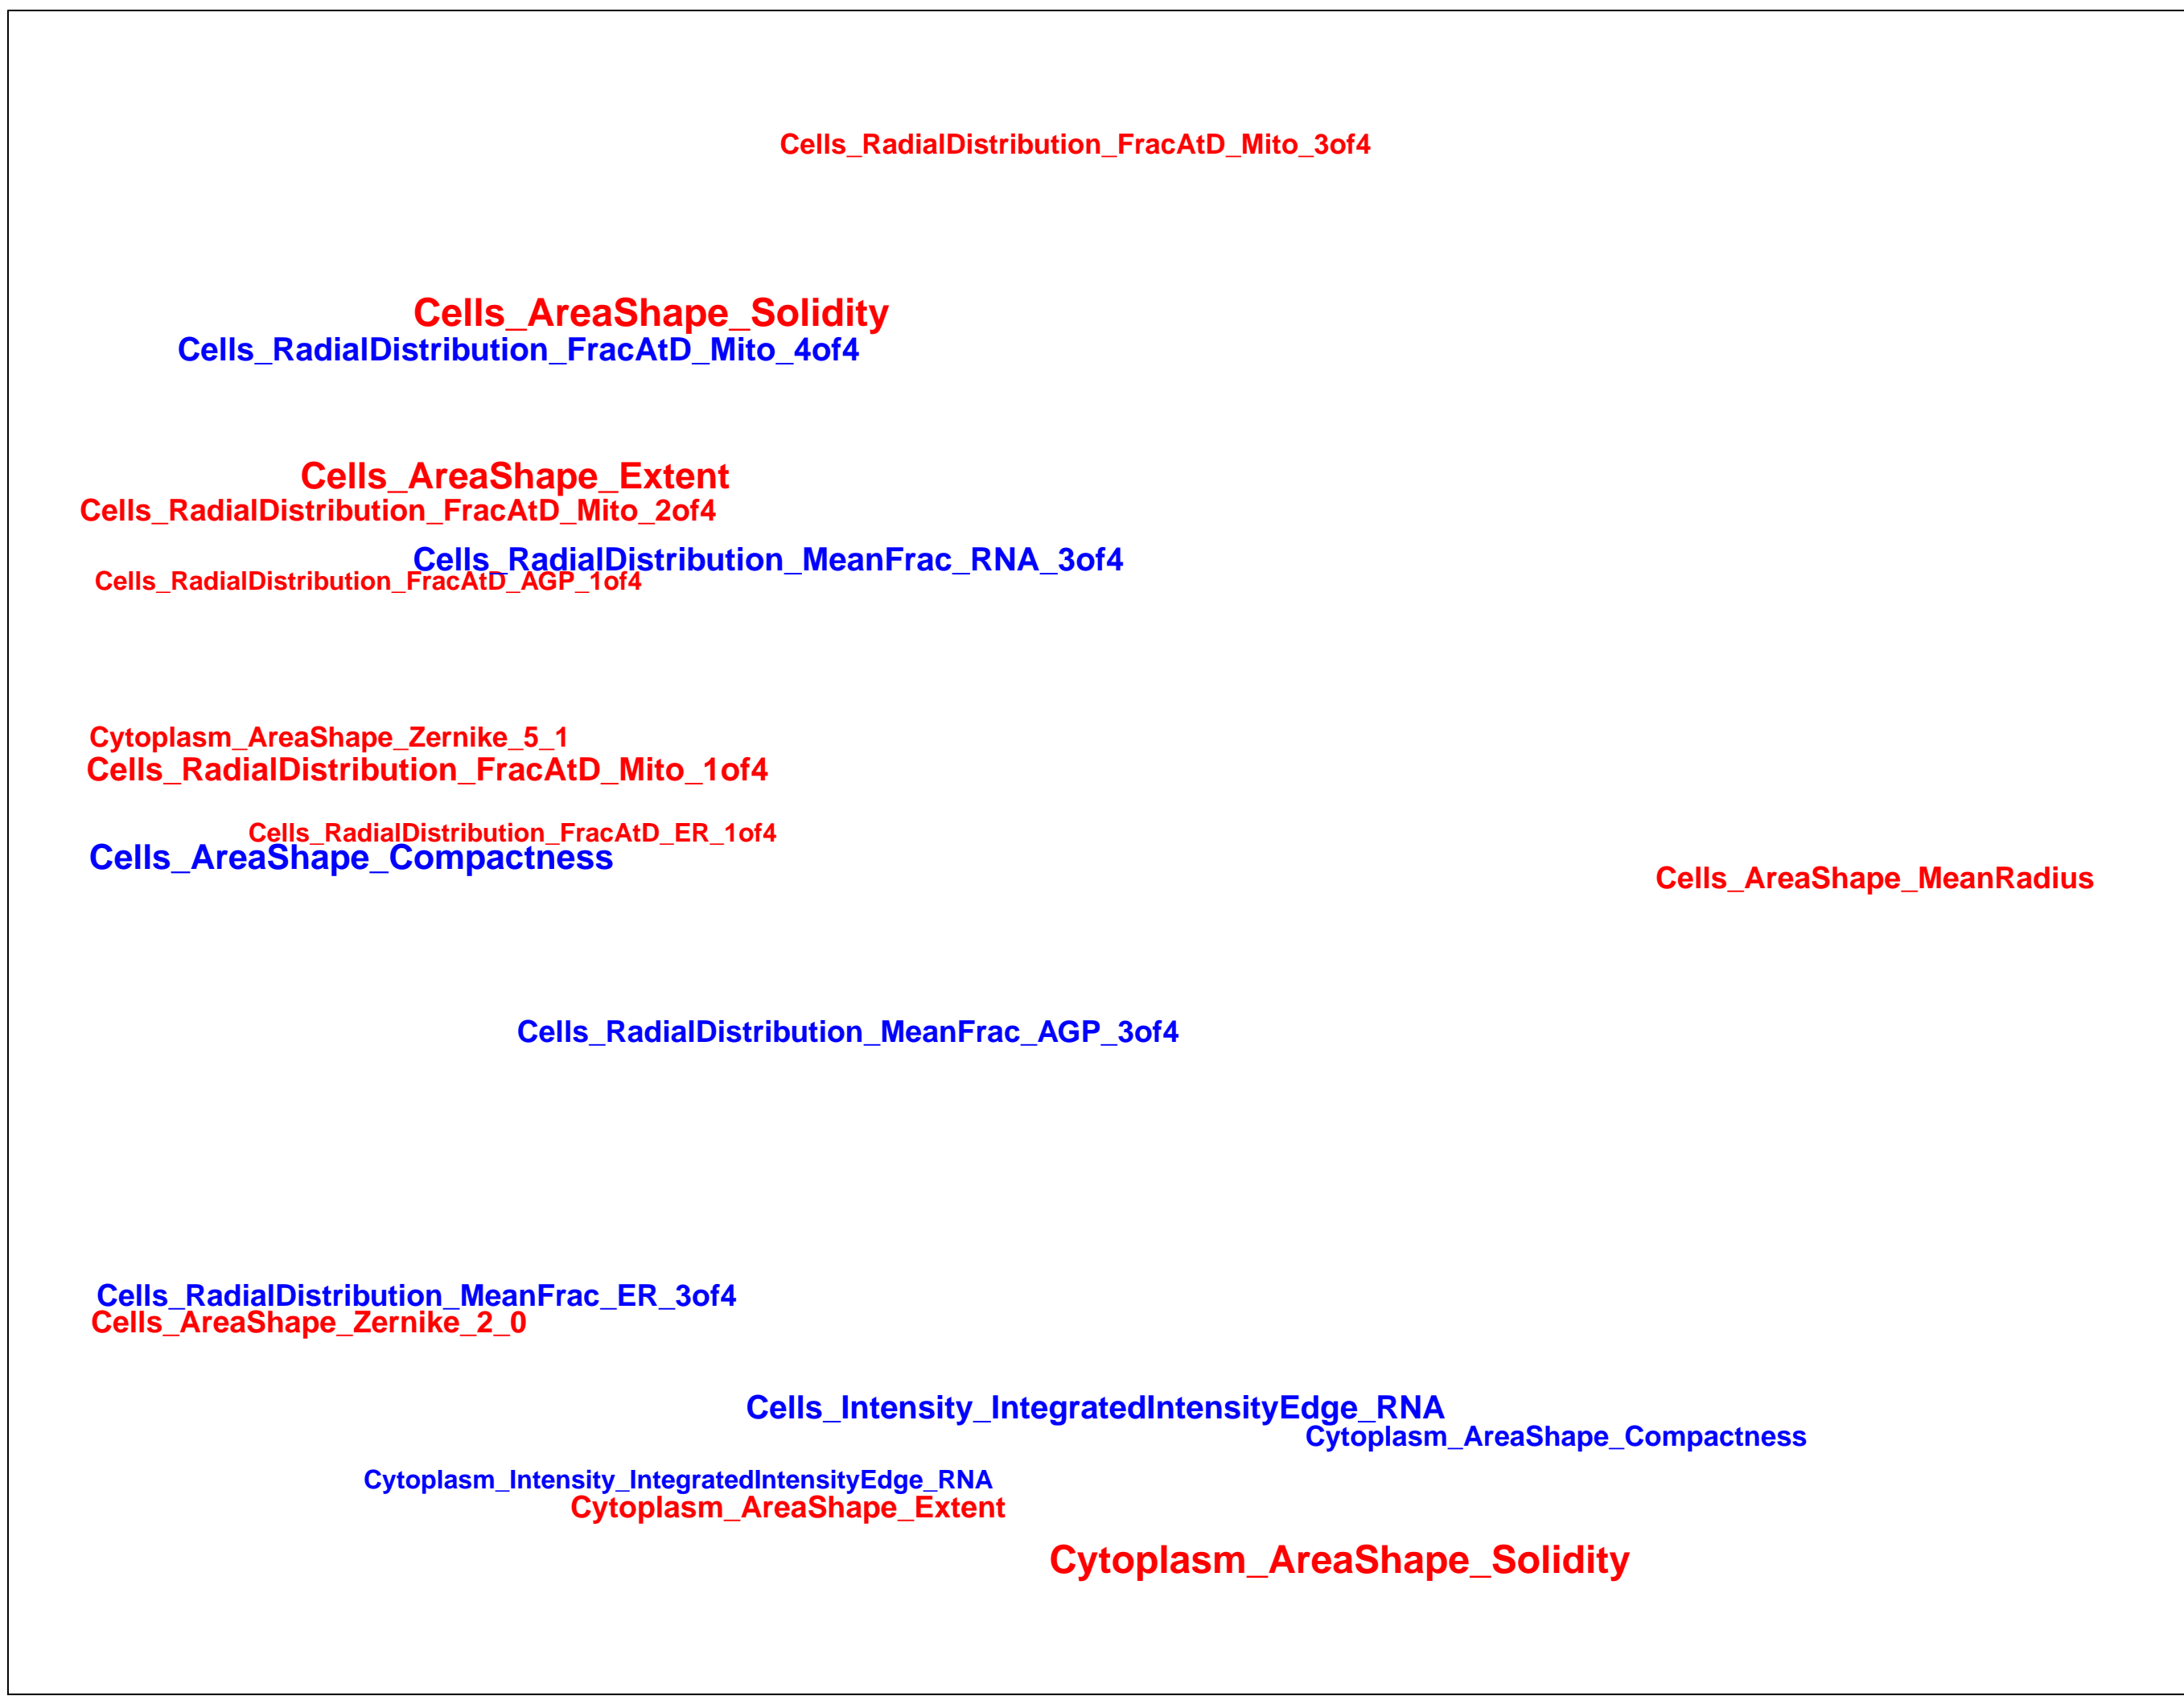 Cells_RadialDistribution_FracAtD_Mito_3of4
Cells_AreaShape_Solidity
Cells_RadialDistribution_FracAtD_Mito_4of4
Cells_AreaShape_Extent
Cells_RadialDistribution_FracAtD_Mito_2of4
Cells_RadialDistribution_MeanFrac_RNA_3of4
Cells_RadialDistribution_FracAtD_AGP_1of4
Cytoplasm_AreaShape_Zernike_5_1
Cells_RadialDistribution_FracAtD_Mito_1of4
Cells_RadialDistribution_FracAtD_ER_1of4
Cells_AreaShape_Compactness
Cells_AreaShape_MeanRadius
Cells_RadialDistribution_MeanFrac_AGP_3of4
Cells_RadialDistribution_MeanFrac_ER_3of4
Cells_AreaShape_Zernike_2_0
Cells_Intensity_IntegratedIntensityEdge_RNA
Cytoplasm_AreaShape_Compactness
Cytoplasm_Intensity_IntegratedIntensityEdge_RNA
Cytoplasm_AreaShape_Extent
Cytoplasm_AreaShape_Solidity